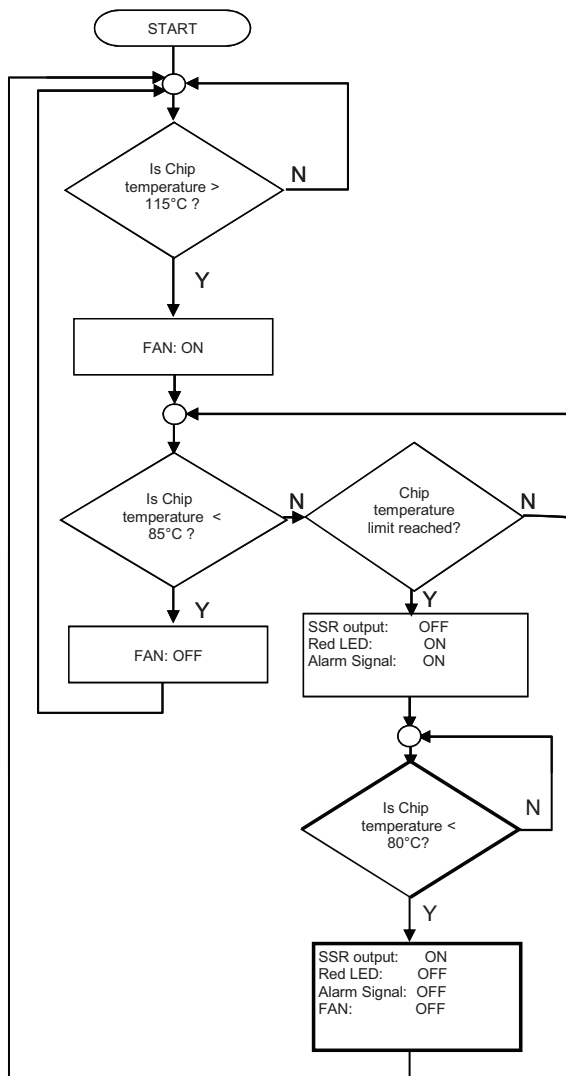 START
Is Chip
temperature >
115°C ?
N
Y
FAN: ON
Is Chip
temperature <
85°C ?
N
Y
Chip
temperature
limit reached?
N
Y
FAN: OFF
SSR output: OFF
Red LED: ON
Alarm Signal: ON
Is Chip
temperature <
80°C?
N
Y
SSR output: ON
Red LED: OFF
Alarm Signal: OFF
FAN: OFF